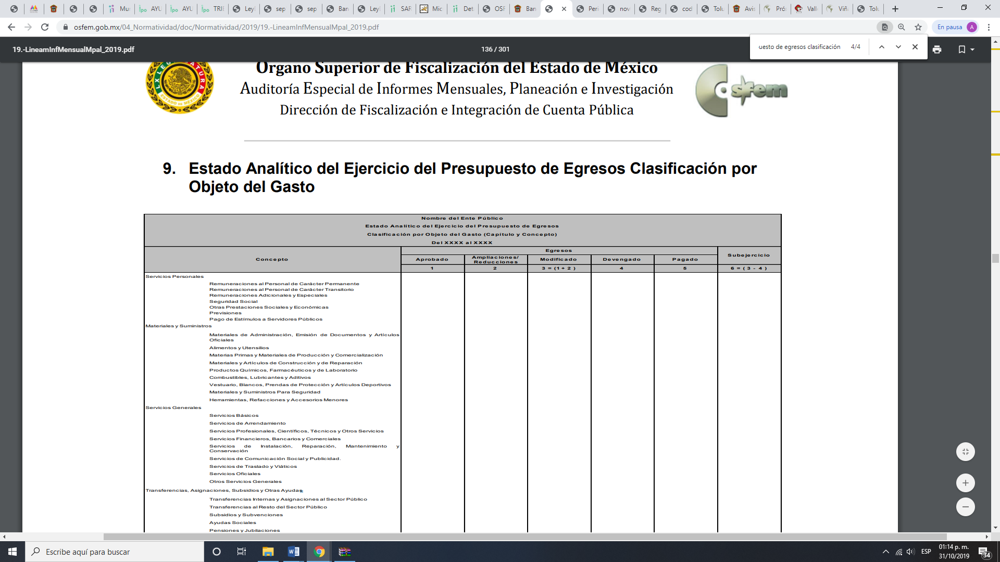 Mu
AYU
AYU
TRIE
Leyl
sep
sep
Ban
Leyl
SAR
Mic
Det
OSF
Ban
Perí
nov
Reg
cod
Tolu
Avis
Pró
Valle
Viñ
Tolu
osfem.gob.mx/04_Normatividad/doc/Normatividad/2019/19.-LineamInfMensualMpal_2019.pdf
En pausa A
19.-LineamInfMensualMpal_2019.pdf
136 / 301
uesto de egresos clasificación 4/4
LX LEGISLATURA
ESTADO DE MÉXICO
Órgano Superior de Fiscalización del Estado de México
Auditoría Especial de Informes Mensuales, Planeación e Investigación
Dirección de Fiscalización e Integración de Cuenta Pública
osfem
9. Estado Analítico del Ejercicio del Presupuesto de Egresos Clasificación por
Objeto del Gasto
Nombre del Ente Público
Estado Analítico del Ejercicio del Presupuesto de Egresos
Clasificación por Objeto del Gasto (Capítulo y Concepto)
Del XXXX al XXXX
Concepto
Egresos
Subejercicio
Aprobado
Ampliaciones/
Reducciones
Modificado
Devengado
Pagado
1
2
3 = (1 + 2 )
4
5
6 = ( 3 - 4 )
Servicios Personales
Remuneraciones al Personal de Carácter Permanente
Remuneraciones al Personal de Carácter Transitorio
Remuneraciones Adicionales y Especiales
Seguridad Social
Otras Prestaciones Sociales y Económicas
Previsiones
Pago de Estímulos a Servidores Públicos
Materiales y Suministros
Materiales de Administración, Emisión de Documentos y Artículos
Oficiales
Alimentos y Utensilios
Materias Primas y Materiales de Producción y Comercialización
Materiales y Artículos de Construcción y de Reparación
Productos Químicos, Farmacéuticos y de Laboratorio
Combustibles, Lubricantes y Aditivos
Vestuario, Blancos, Prendas de Protección y Artículos Deportivos
Materiales y Suministros Para Seguridad
Herramientas, Refacciones y Accesorios Menores
Servicios Generales
Servicios Básicos
Servicios de Arrendamiento
Servicios Profesionales, Científicos, Técnicos y Otros Servicios
Servicios Financieros, Bancarios y Comerciales
Servicios de Instalación, Reparación, Mantenimiento y
Conservación
Servicios de Comunicación Social y Publicidad.
Servicios de Traslado y Viáticos
Servicios Oficiales
Otros Servicios Generales
Transferencias, Asignaciones, Subsidios y Otras Ayudas
Transferencias Internas y Asignaciones al Sector Público
Transferencias al Resto del Sector Público
Subsidios y Subvenciones
Ayudas Sociales
Pensiones y Jubilaciones
Escribe aquí para buscar
ESP
01:14 p. m.
31/10/2019
34